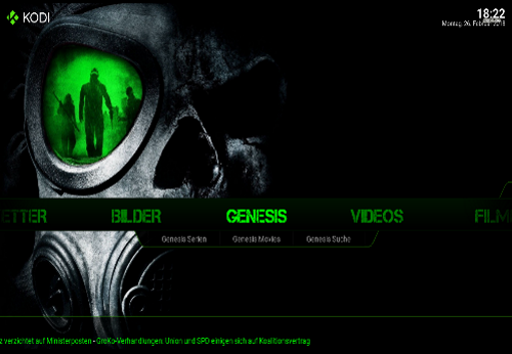 KODI
18:22
Montag, 26. Februar 2018
ETTER BILDER GENESIS VIDEOS FILM
Genesis Serien Genesis Movies Genesis Suche
z verzichtet auf Ministerposten - GroKo-Verhandlungen: Union und SPD einigen sich auf Koalitionsvertrag